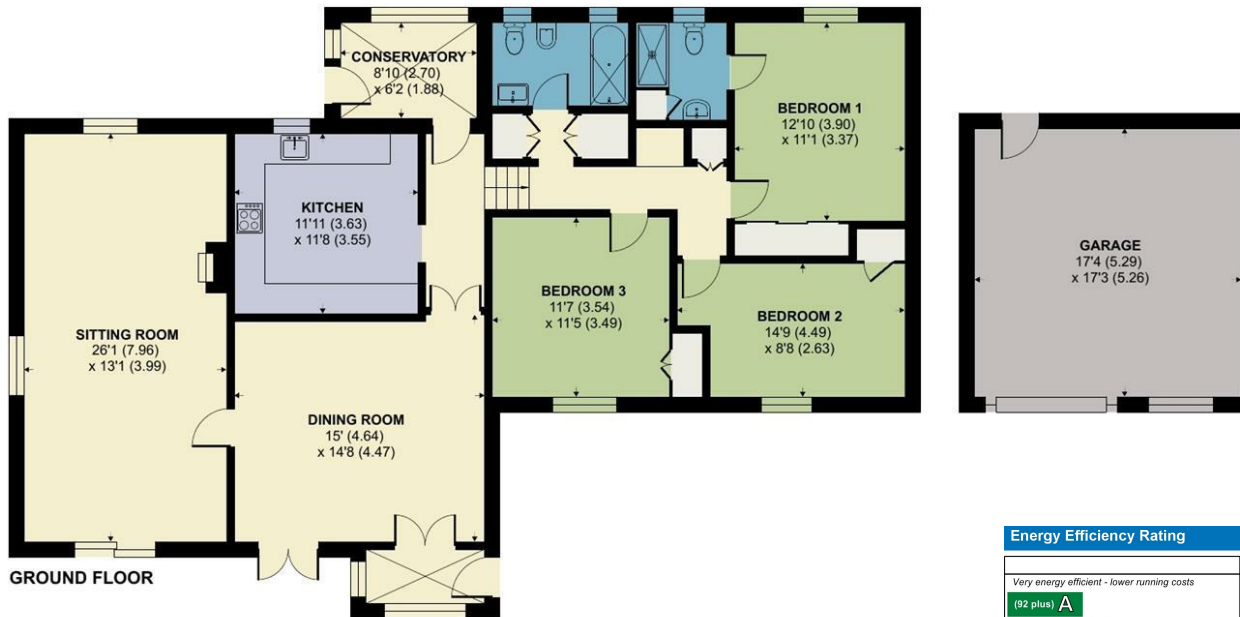 CONSERVATORY
8'10 (2.70)
x 6'2 (1.88)
BEDROOM 1
12'10 (3.90)
x 11'1 (3.37)
KITCHEN
11'11 (3.63)
x 11'8 (3.55)
GARAGE
17'4 (5.29)
x 17'3 (5.26)
SITTING ROOM
26'1 (7.96)
x 13'1 (3.99)
BEDROOM 3
11'7 (3.54)
x 11'5 (3.49)
BEDROOM 2
14'9 (4.49)
x 8'8 (2.63)
DINING ROOM
15' (4.64)
x 14'8 (4.47)
GROUND FLOOR
Energy Efficiency Rating
Very energy efficient - lower running costs
(92 plus) A